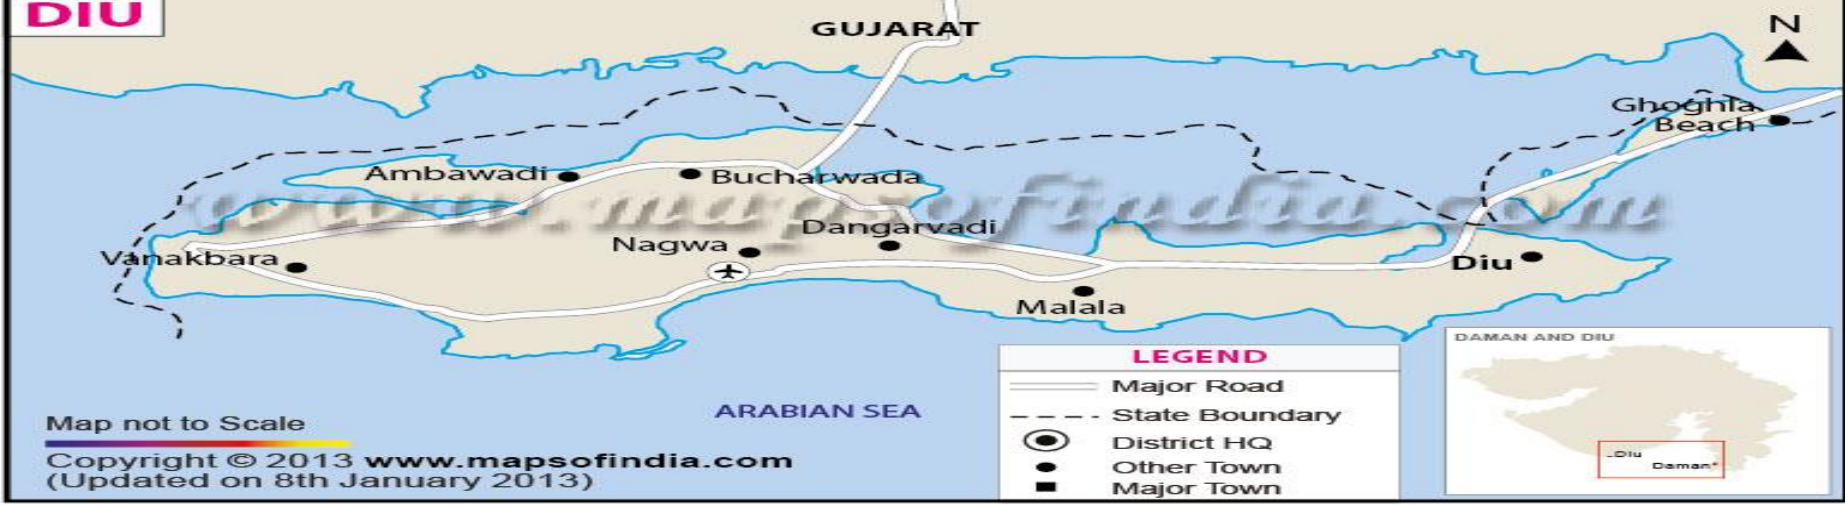 DIU
GUJARAT
N
Ghoghla
Beach
Ambawadi
Bucharwada
www.mapsofindia.com
Dangarvadi
Nagwa
Vanakbara
Diu
Malala
ARABIAN SEA
LEGEND
Major Road
State Boundary
District HQ
Other Town
Major Town
DAMAN AND DIU
Diu
Daman
Map not to Scale
Copyright © 2013 www.mapsofindia.com
(Updated on 8th January 2013)